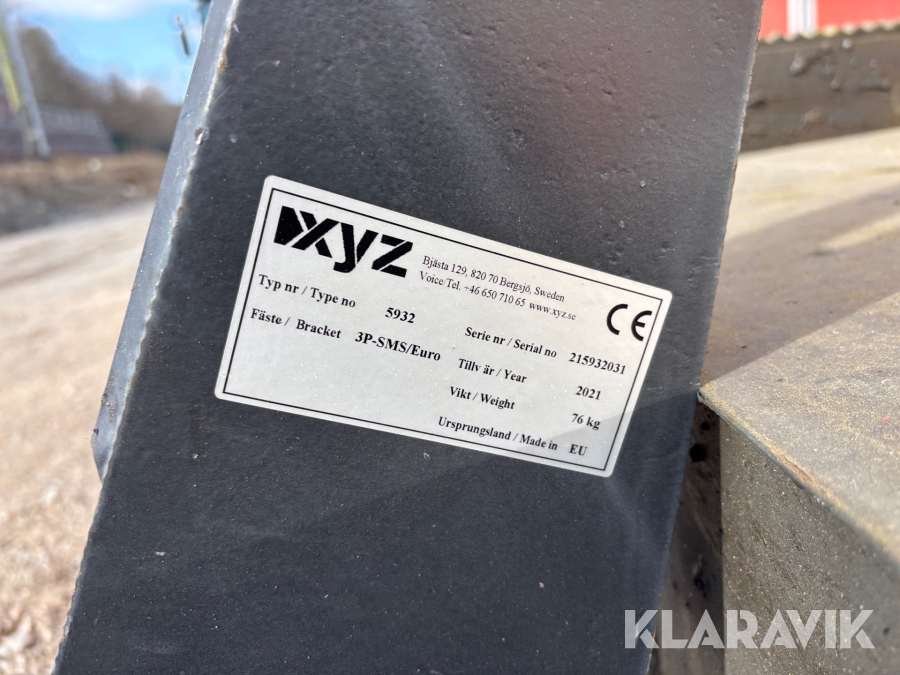 xyz
Bjästa 129, 820 70 Bergsjö, Sweden
Voice/Tel. +46 650 710 65 www.xyz.se
CE
Typ nr / Type no 5932
Fäste / Bracket 3P-SMS/Euro
Serie nr / Serial no 215932031
Tillv år / Year 2021
Vikt / Weight 76 kg
Ursprungsland / Made in EU
KLARAVIK